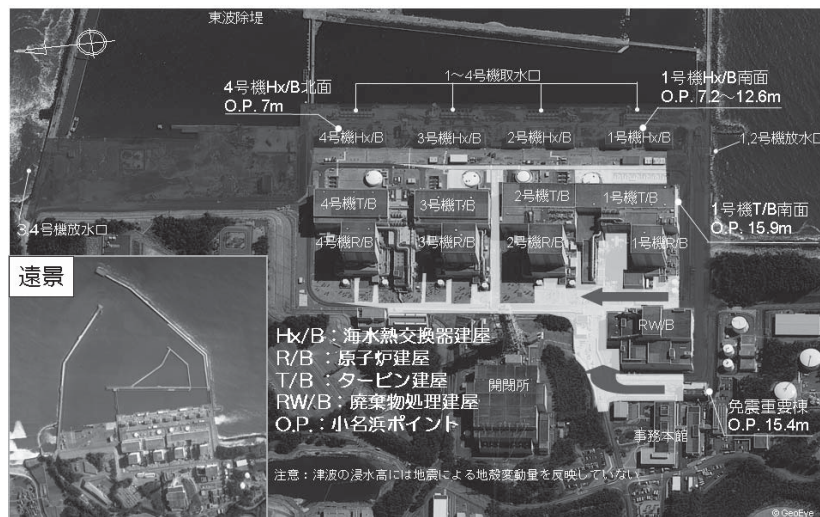 東波除堤
1〜4号機取水口
4号機Hx/B北面
O.P. 7m
1号機Hx/B南面
O.P. 7.2〜12.6m
4号機Hx/B
3号機Hx/B
2号機Hx/B
1号機Hx/B
1,2号機放水口
3,4号機放水口
4号機T/B
3号機T/B
2号機T/B
1号機T/B
1号機T/B南面
O.P. 15.9m
4号機R/B
3号機R/B
2号機R/B
1号機R/B
遠景
RW/B
Hx/B：海水熱交換器建屋
R/B：原子炉建屋
T/B：タービン建屋
RW/B：廃棄物処理建屋
O.P.：小名浜ポイント
開閉所
免震重要棟
O.P. 15.4m
事務本館
注意：津波の浸水高には地震による地殻変動量を反映していない
© GeoEye